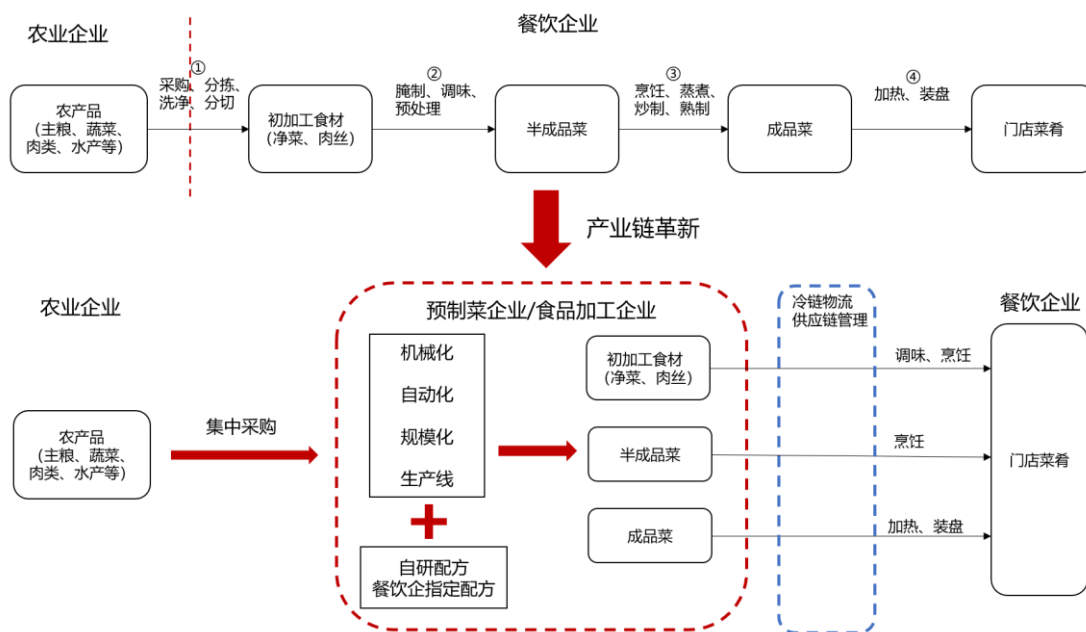 农业企业
餐饮企业
①
采购、分拣、
洗净、分切
②
腌制、调味、
预处理
③
烹饪、蒸煮、
炒制、熟制
④
加热、装盘
农产品
（主粮、蔬菜、
肉类、水产等）
初加工食材
（净菜、肉丝）
半成品菜
成品菜
门店菜肴
产业链革新
农业企业
预制菜企业/食品加工企业
冷链物流
供应链管理
餐饮企业
农产品
（主粮、蔬菜、
肉类、水产等）
集中采购
机械化
自动化
规模化
生产线
自研配方
餐饮企指定配方
初加工食材
（净菜、肉丝）
调味、烹饪
半成品菜
烹饪
成品菜
加热、装盘
门店菜肴